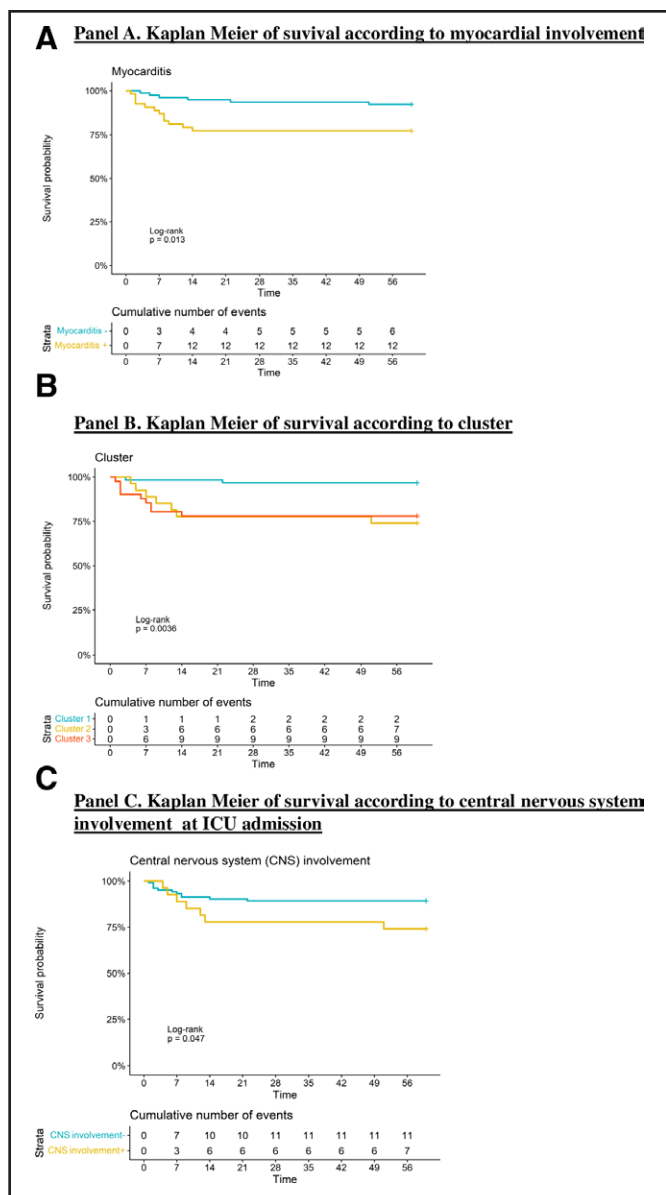 A
Panel A. Kaplan Meier of suvival according to myocardial involvement
Myocarditis
100%
75%
50%
25%
0%
Survival probability
Log-rank
p = 0.013
0 7 14 21 28 35 42 49 56
Time
Cumulative number of events
Strata
Myocarditis - 0 3 4 4 5 5 5 5 6
Myocarditis + 0 7 12 12 12 12 12 12 12
0 7 14 21 28 35 42 49 56
Time
B
Panel B. Kaplan Meier of survival according to cluster
Cluster
100%
75%
50%
25%
0%
Survival probability
Log-rank
p = 0.0036
0 7 14 21 28 35 42 49 56
Time
Cumulative number of events
Strata
Cluster 1 0 1 1 1 2 2 2 2 2
Cluster 2 0 3 6 6 6 6 6 6 7
Cluster 3 0 6 9 9 9 9 9 9 9
0 7 14 21 28 35 42 49 56
Time
C
Panel C. Kaplan Meier of survival according to central nervous system
involvement at ICU admission
Central nervous system (CNS) involvement
100%
75%
50%
25%
0%
Survival probability
Log-rank
p = 0.047
0 7 14 21 28 35 42 49 56
Time
Cumulative number of events
Strata
CNS involvement- 0 7 10 10 11 11 11 11 11
CNS involvement+ 0 3 6 6 6 6 6 6 7
0 7 14 21 28 35 42 49 56
Time